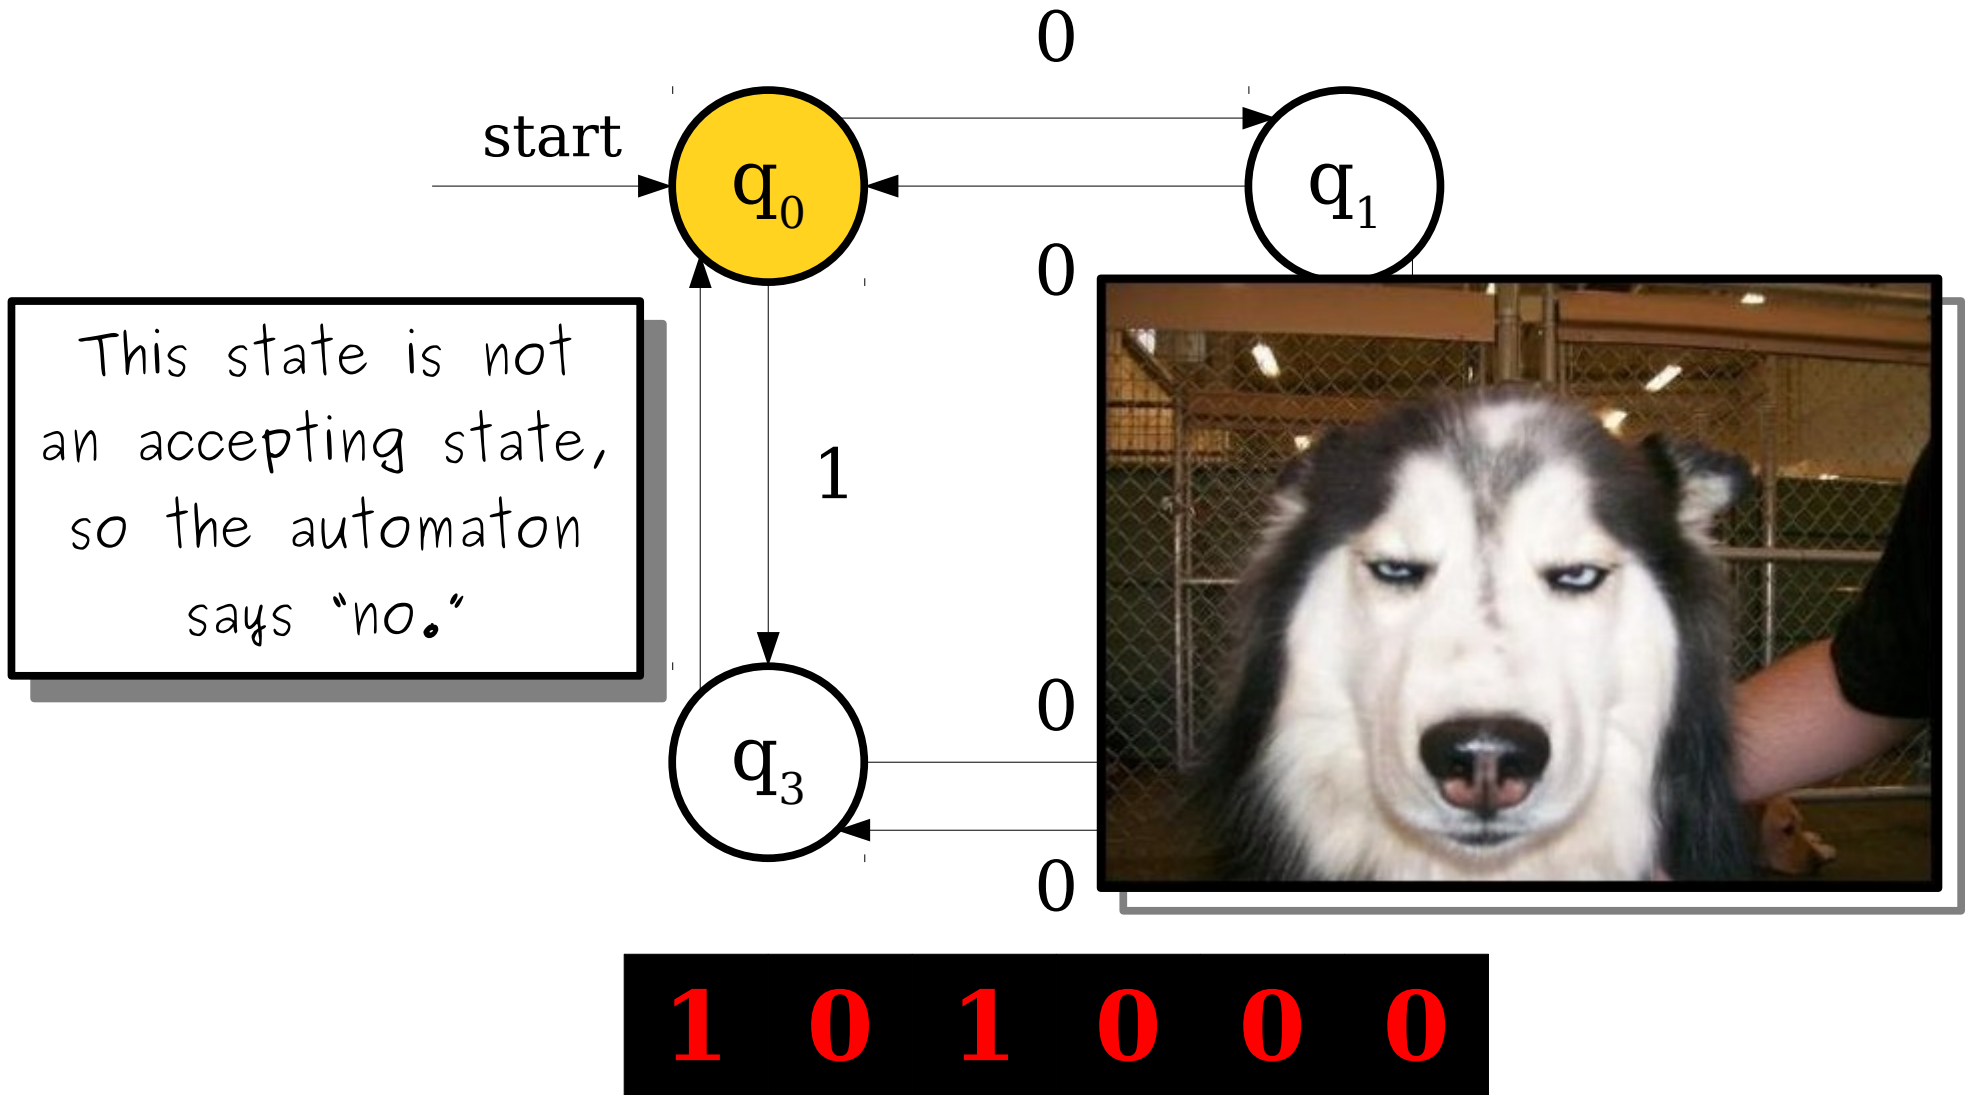 0
start
q0
q1
0
This state is not
an accepting state,
so the automaton
says "no."
1
0
q3
0
1 0 1 0 0 0